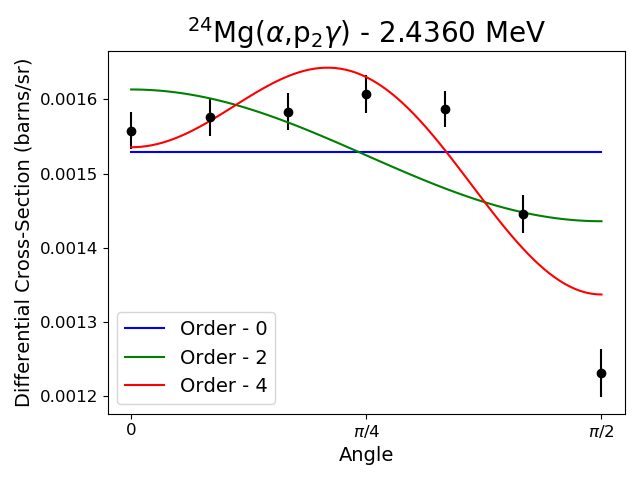 ²⁴Mg(α,p₂γ) - 2.4360 MeV
Differential Cross-Section (barns/sr)
0.0016
0.0015
0.0014
0.0013
0.0012
Order - 0
Order - 2
Order - 4
0
π/4
π/2
Angle